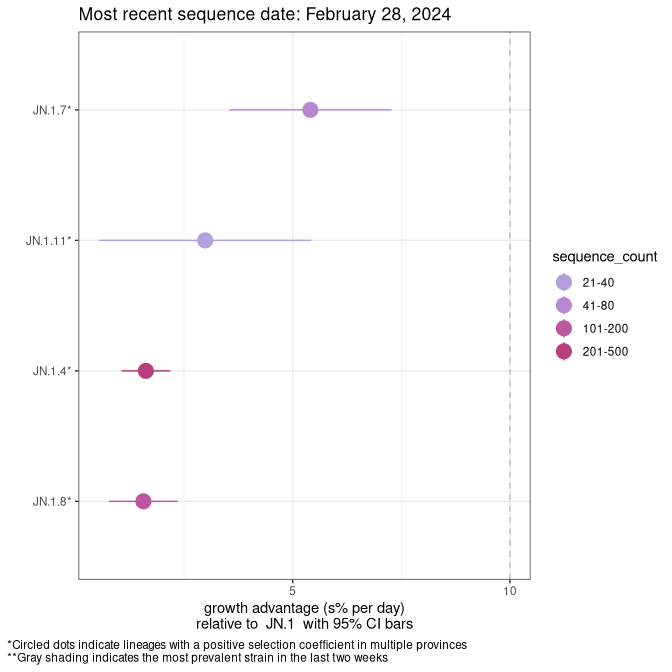 Most recent sequence date: February 28, 2024
JN.1.7*
JN.1.11*
JN.1.4*
JN.1.8*
5
10
growth advantage (s% per day)
relative to JN.1 with 95% CI bars
sequence_count
21-40
41-80
101-200
201-500
*Circled dots indicate lineages with a positive selection coefficient in multiple provinces
**Gray shading indicates the most prevalent strain in the last two weeks